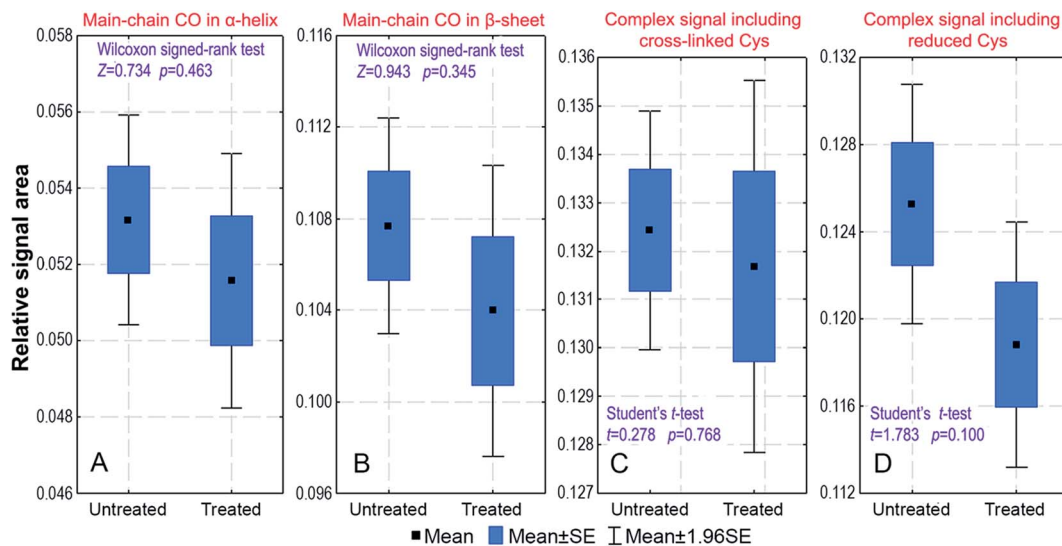 Main-chain CO in α-helix
Main-chain CO in β-sheet
Complex signal including
cross-linked Cys
Complex signal including
reduced Cys
Relative signal area
0.058
0.056
0.054
0.052
0.050
0.048
0.046
Wilcoxon signed-rank test
Z=0.734 p=0.463
A
Untreated Treated
0.116
0.112
0.108
0.104
0.100
0.096
Wilcoxon signed-rank test
Z=0.943 p=0.345
B
Untreated Treated
0.136
0.135
0.134
0.133
0.132
0.131
0.130
0.129
0.128
0.127
Student's t-test
t=0.278 p=0.768
C
Untreated Treated
0.132
0.128
0.124
0.120
0.116
0.112
Student's t-test
t=1.783 p=0.100
D
Untreated Treated
Mean Mean±SE Mean±1.96SE